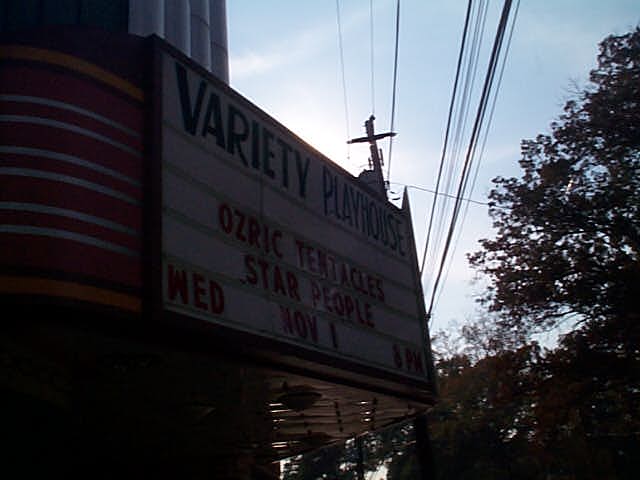 VARIETY PLAYHOUSE
OZRIC TENTACLES
STAR PEOPLE
WED NOV 1 8 PM